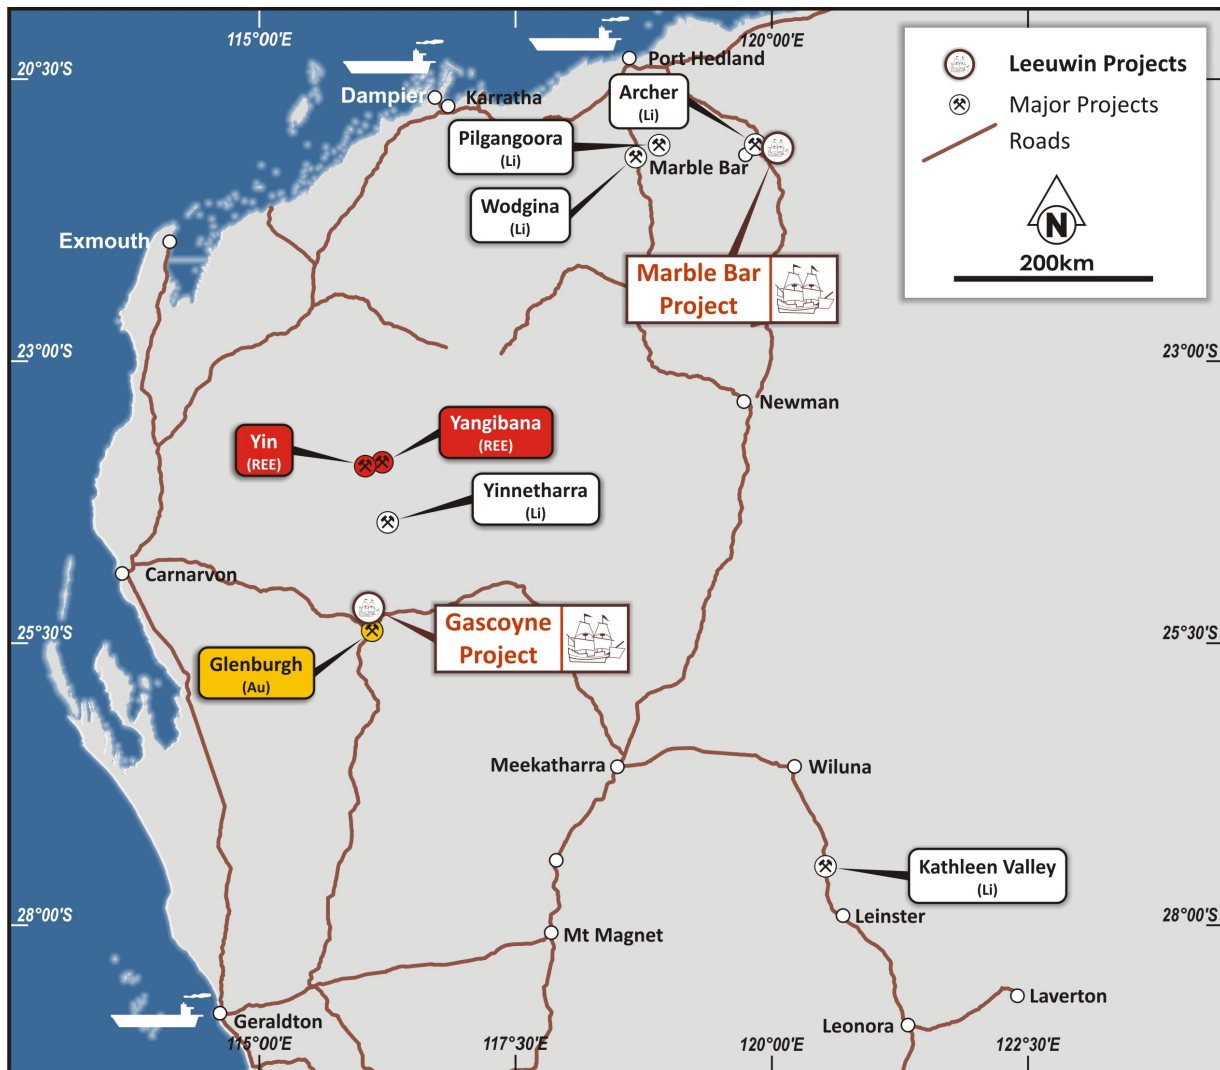 115°00'E
120°00'E
20°30'S
Port Hedland
Leeuwin Projects
Major Projects
Roads
N
200km
Dampier
Karratha
Archer
(Li)
Pilgangoora
(Li)
Marble Bar
Wodgina
(Li)
Exmouth
Marble Bar
Project
23°00'S
23°00'S
Newman
Yin
(REE)
Yangibana
(REE)
Yinnetharra
(Li)
Carnarvon
Gascoyne
Project
25°30'S
25°30'S
Glenburgh
(Au)
Meekatharra
Wiluna
Kathleen Valley
(Li)
Leinster
28°00'S
28°00'S
Mt Magnet
Laverton
Geraldton
Leonora
115°00'E
117°30'E
120°00'E
122°30'E